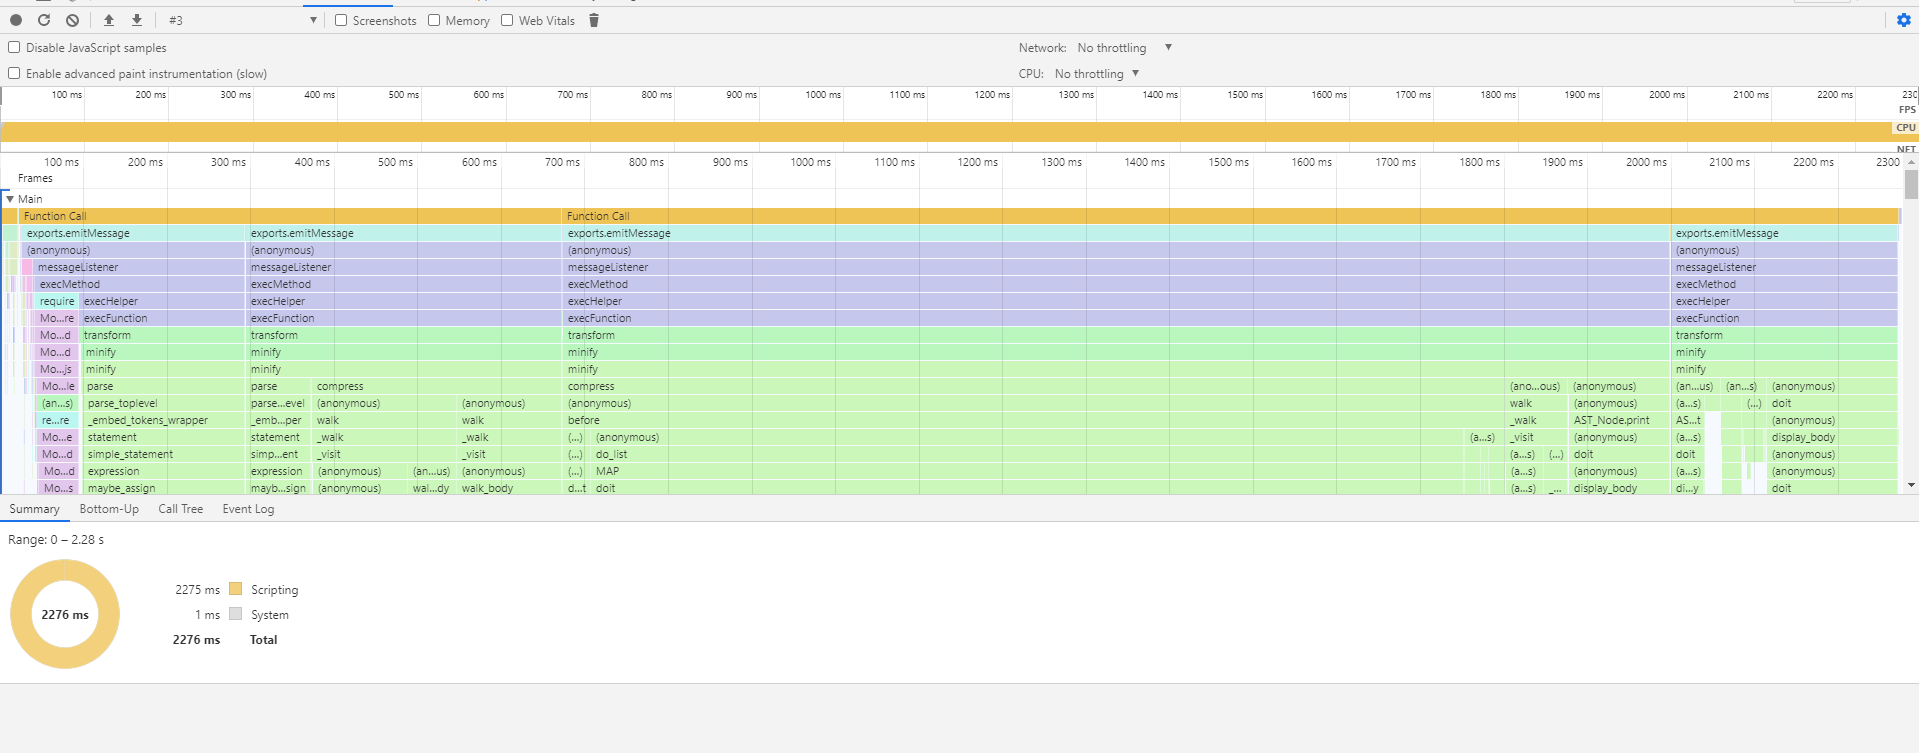 #3 Screenshots Memory Web Vitals
Disable JavaScript samples Network: No throttling
Enable advanced paint instrumentation (slow) CPU: No throttling
100 ms 200 ms 300 ms 400 ms 500 ms 600 ms 700 ms 800 ms 900 ms 1000 ms 1100 ms 1200 ms 1300 ms 1400 ms 1500 ms 1600 ms 1700 ms 1800 ms 1900 ms 2000 ms 2100 ms 2200 ms 230
FPS
CPU
NET
100 ms 200 ms 300 ms 400 ms 500 ms 600 ms 700 ms 800 ms 900 ms 1000 ms 1100 ms 1200 ms 1300 ms 1400 ms 1500 ms 1600 ms 1700 ms 1800 ms 1900 ms 2000 ms 2100 ms 2200 ms 2300
Frames
Main
Function Call Function Call
exports.emitMessage exports.emitMessage exports.emitMessage exports.emitMessage
(anonymous) (anonymous) (anonymous) (anonymous)
messageListener messageListener messageListener messageListener
execMethod execMethod execMethod execMethod
require execHelper execHelper execHelper execHelper
Mo...re execFunction execFunction execFunction execFunction
Mo...d transform transform transform transform
Mo...d minify minify minify minify
Mo...js minify minify minify minify
Mo...le parse parse compress compress (ano...ous) (anonymous) (an...us) (an...s) (anonymous)
(an...s) parse_toplevel parse...evel (anonymous) (anonymous) (anonymous) walk (anonymous) (a...s) (...) doit
re...re _embed_tokens_wrapper _emb...per walk walk before _walk AST_Node.print AS...t (anonymous)
Mo...e statement statement _walk _walk (...) (anonymous) (a...s) _visit (anonymous) (a...s) display_body
Mo...d simple_statement simp...ent _visit _visit (...) do_list (a...s) (...) doit doit (anonymous)
Mo...d expression expression (anonymous) (an...us) (anonymous) (...) MAP (a...s) (anonymous) (a...s) (anonymous)
Mo...s maybe_assign mayb...sign (anonymous) wal...dy walk_body d...t doit (a...s) _... display_body di...y doit
Summary Bottom-Up Call Tree Event Log
Range: 0 – 2.28 s
2276 ms
2275 ms Scripting
1 ms System
2276 ms Total